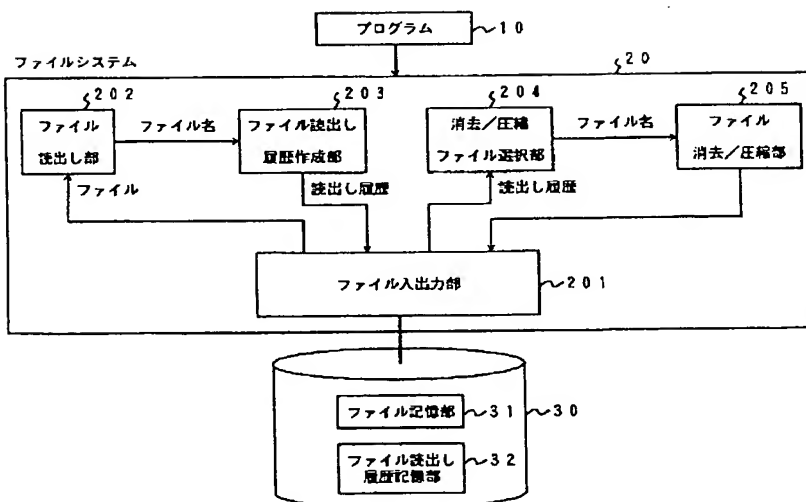 プログラム
10
ファイルシステム
20
202
203
204
205
ファイル
読出し部
ファイル名
ファイル読出し
履歴作成部
消去/圧縮
ファイル選択部
ファイル名
ファイル
消去/圧縮部
ファイル
読出し履歴
読出し履歴
ファイル入出力部
201
ファイル記憶部
31
30
ファイル読出し
履歴記憶部
32